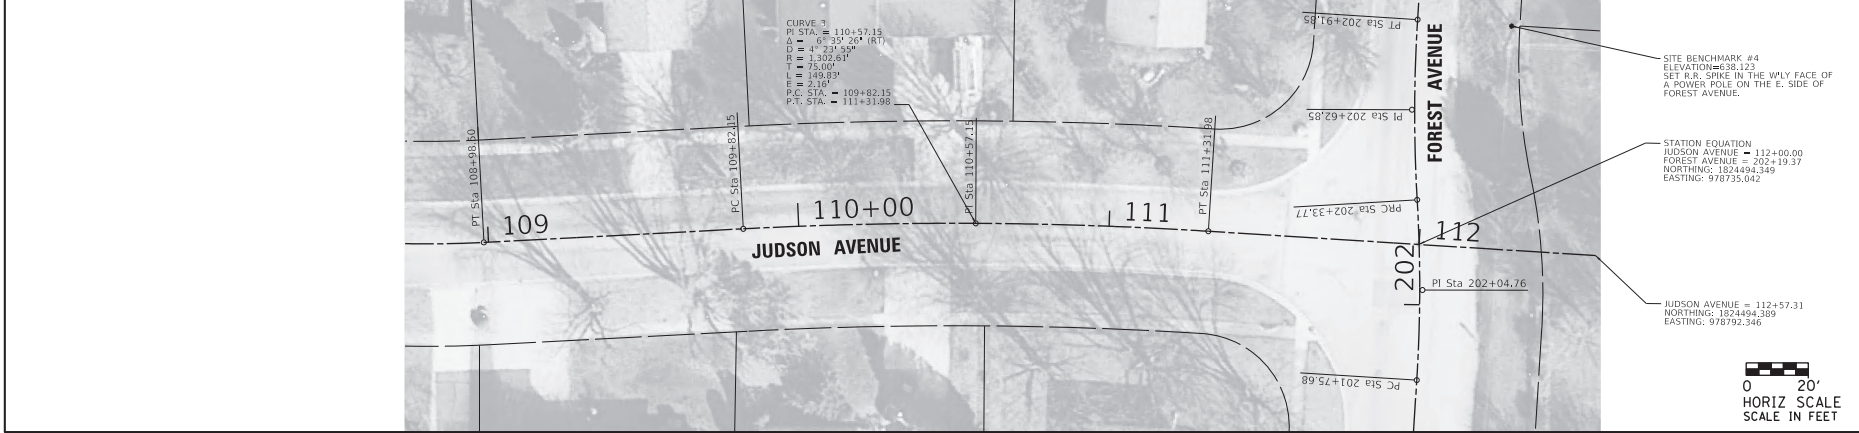 CURVE 3
PI STA. = 110+57.15
Δ = 6° 35' 26" (RT)
D = 4° 23' 55"
R = 1,302.61'
T = 75.00'
L = 149.83'
E = 2.16'
P.C. STA. = 109+82.15
P.T. STA. = 111+31.98
PT Sta 108+98.50
PC Sta 109+82.15
PI Sta 110+57.15
PT Sta 111+31.98
109
110+00
111
112
JUDSON AVENUE
PT Sta 202+91.85
PI Sta 202+62.85
PRC Sta 202+33.77
FOREST AVENUE
202
PI Sta 202+04.76
PC Sta 201+75.68
SITE BENCHMARK #4
ELEVATION=638.123
SET R.R. SPIKE IN THE W'LY FACE OF
A POWER POLE ON THE E. SIDE OF
FOREST AVENUE.
STATION EQUATION
JUDSON AVENUE = 112+00.00
FOREST AVENUE = 202+19.37
NORTHING: 1824494.349
EASTING: 978735.042
JUDSON AVENUE = 112+57.31
NORTHING: 1824494.389
EASTING: 978792.346
0 20'
HORIZ SCALE
SCALE IN FEET